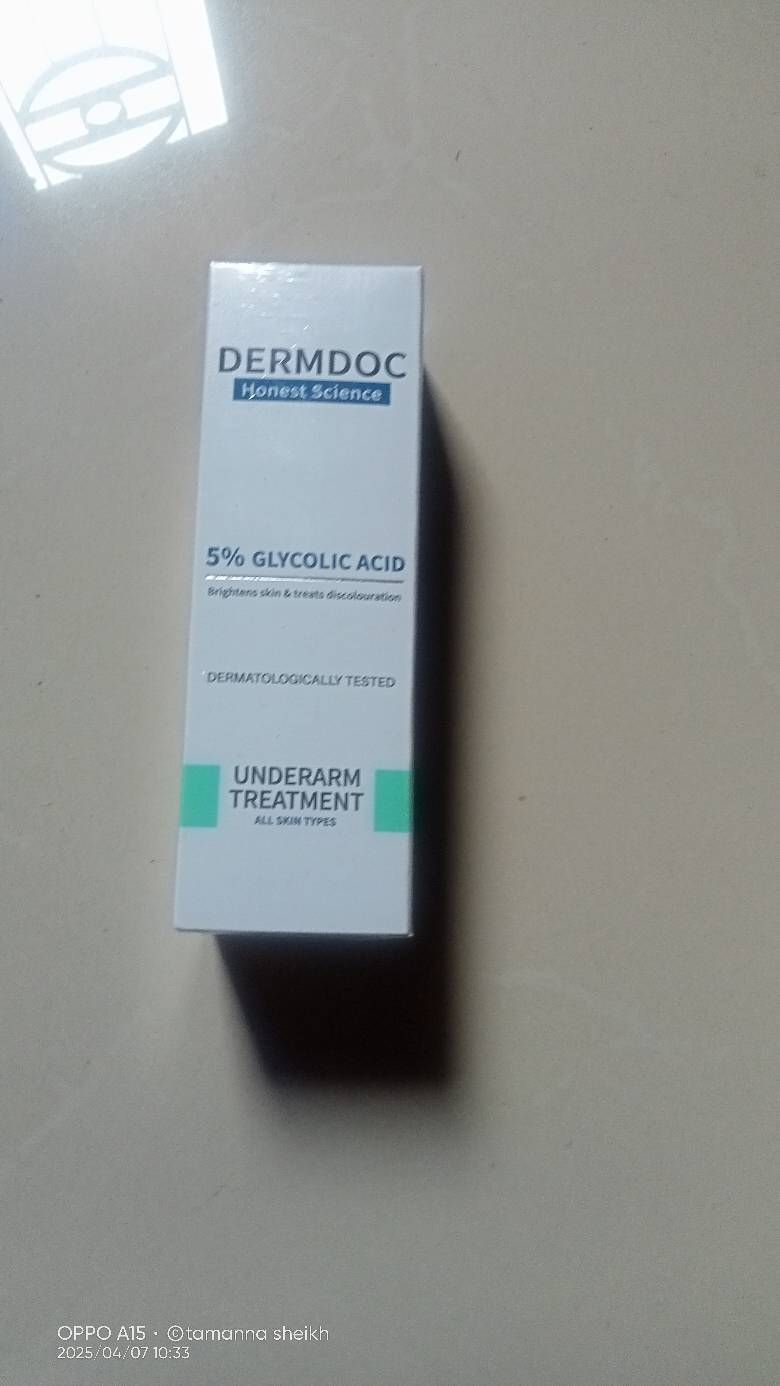 DERMDOC
Honest Science
5% GLYCOLIC ACID
Brightens skin & treats discolouration
DERMATOLOGICALLY TESTED
UNDERARM
TREATMENT
ALL SKIN TYPES
OPPO A15 · ©tamanna sheikh
2025/04/07 10:33